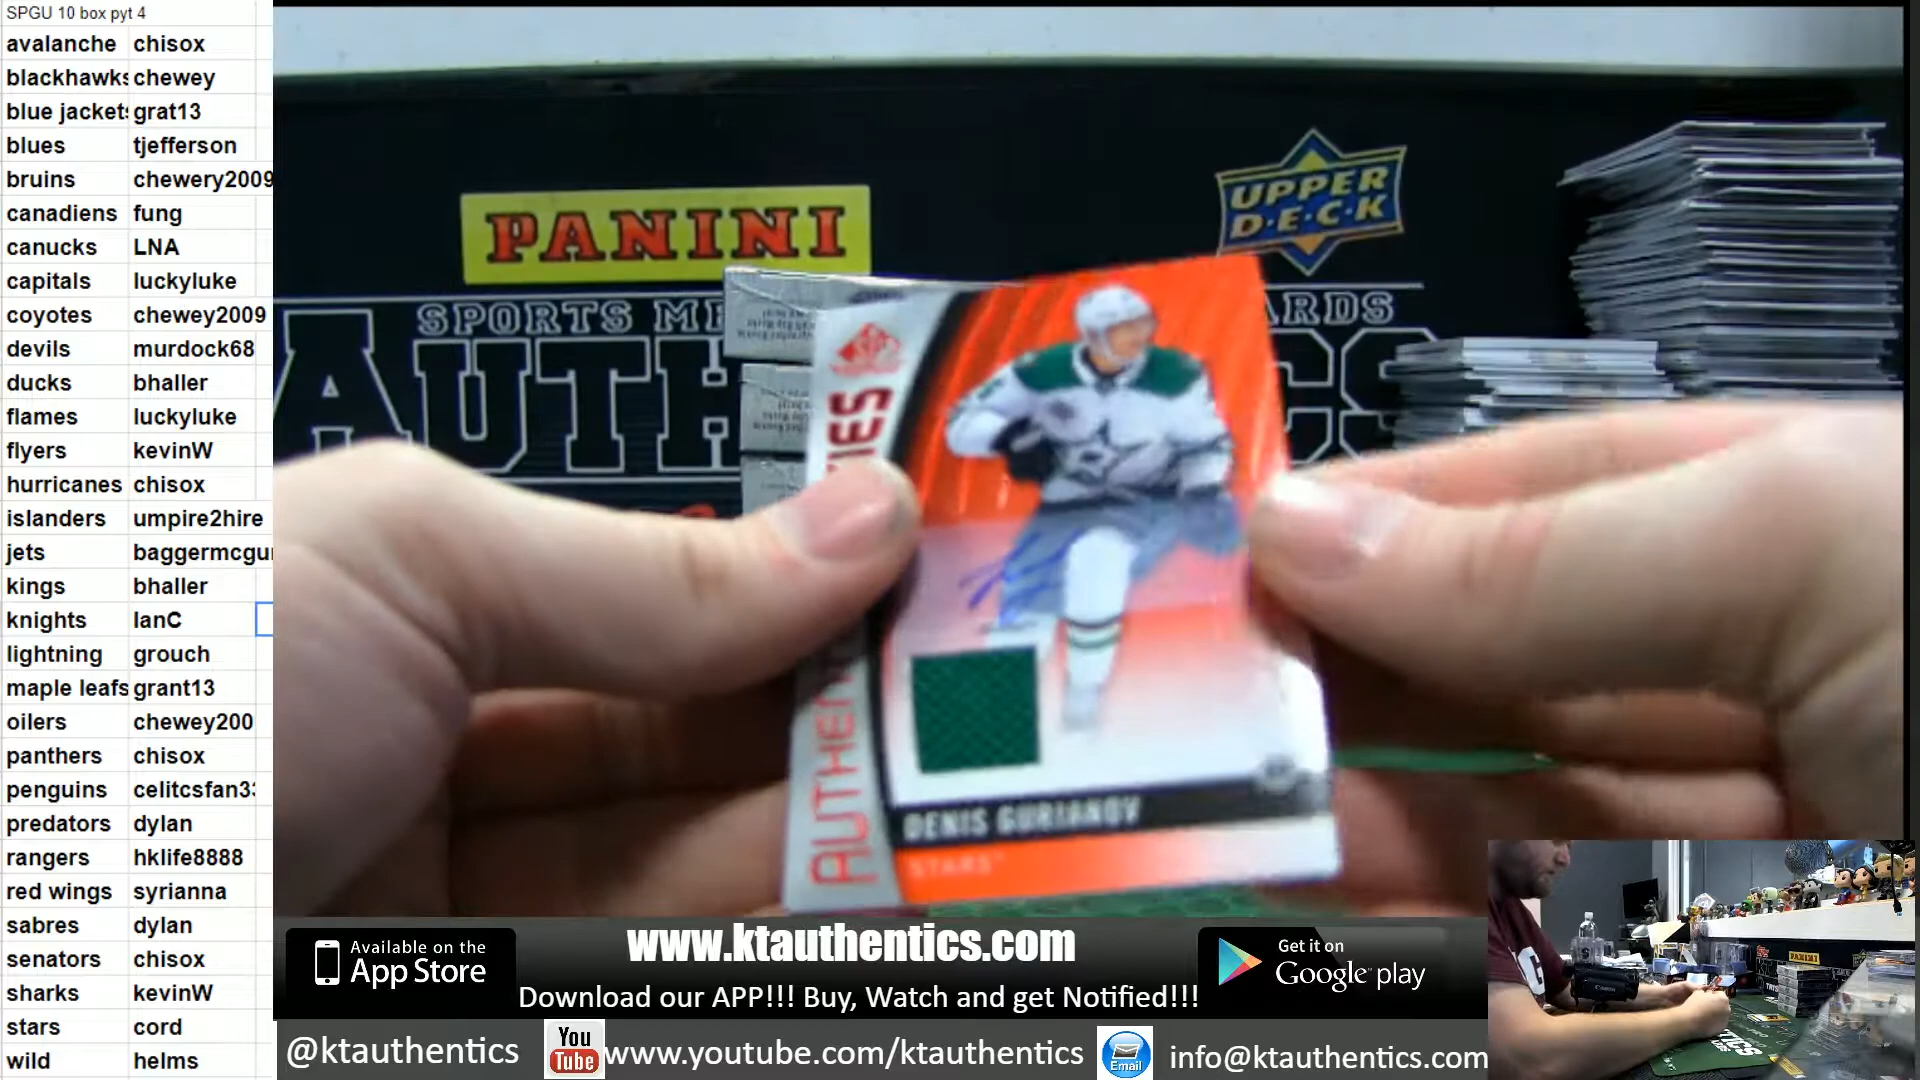 SPGU 10 box pyt 4
avalanche chisox
blackhawks chewey
blue jackets grat13
blues tjefferson
bruins chewery2009
canadiens fung
canucks LNA
capitals luckyluke
coyotes chewey2009
devils murdock68
ducks bhaller
flames luckyluke
flyers kevinW
hurricanes chisox
islanders umpire2hire
jets baggermcgu
kings bhaller
knights IanC
lightning grouch
maple leafs grant13
oilers chewey200
panthers chisox
penguins celitcsfan3
predators dylan
rangers hklife8888
red wings syrianna
sabres dylan
senators chisox
sharks kevinW
stars cord
wild helms
PANINI
UPPER
D·E·C·K
SPORTS ME
ARDS
AUTH
CS
DENIS GURIANOV
STARS
Available on the
App Store
www.ktauthentics.com
Download our APP!!! Buy, Watch and get Notified!!!
Get it on
Google play
@ktauthentics
You
Tube
www.youtube.com/ktauthentics
Email
info@ktauthentics.com